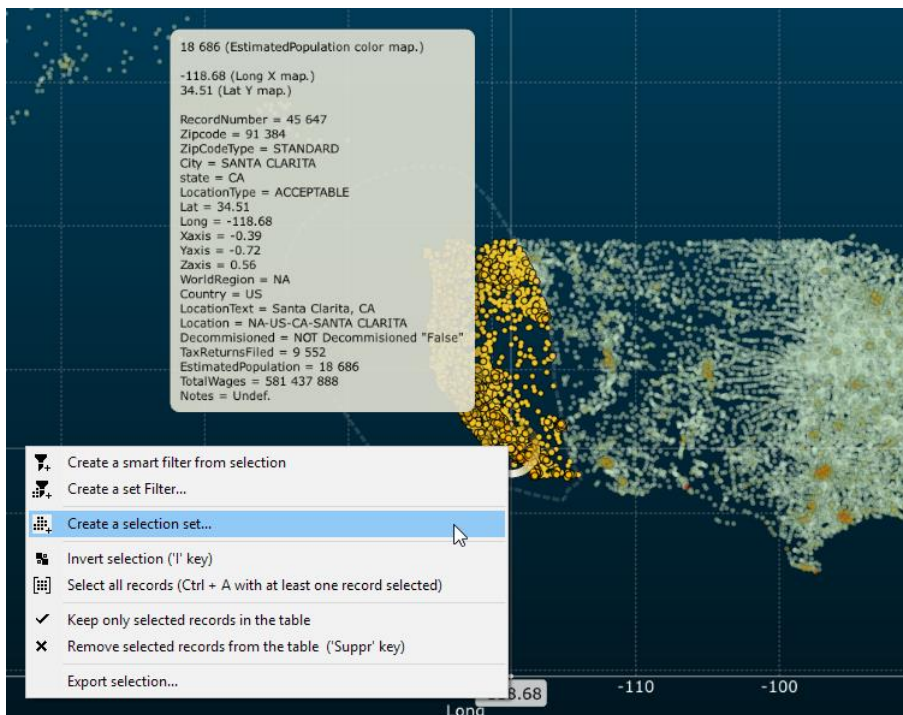 18 686 (EstimatedPopulation color map.)
-118.68 (Long X map.)
34.51 (Lat Y map.)
RecordNumber = 45 647
Zipcode = 91 384
ZipCodeType = STANDARD
City = SANTA CLARITA
state = CA
LocationType = ACCEPTABLE
Lat = 34.51
Long = -118.68
Xaxis = -0.39
Yaxis = -0.72
Zaxis = 0.56
WorldRegion = NA
Country = US
LocationText = Santa Clarita, CA
Location = NA-US-CA-SANTA CLARITA
Decommisioned = NOT Decommisioned "False"
TaxReturnsFiled = 9 552
EstimatedPopulation = 18 686
TotalWages = 581 437 888
Notes = Undef.
Create a smart filter from selection
Create a set Filter...
Create a selection set...
Invert selection ('I' key)
Select all records (Ctrl + A with at least one record selected)
Keep only selected records in the table
Remove selected records from the table ('Suppr' key)
Export selection...
8.68 -110 -100
Long